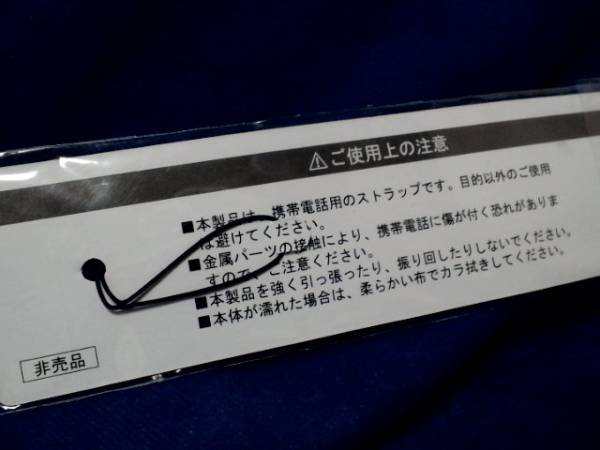 ⚠ご使用上の注意
■本製品は、携帯電話用のストラップです。目的以外のご使用
は避けてください。
■金属パーツの接触により、携帯電話に傷が付く恐れがありま
すので、ご注意ください。
■本製品を強く引っ張ったり、振り回したりしないでください。
■本体が濡れた場合は、柔らかい布でカラ拭きしてください。
非売品